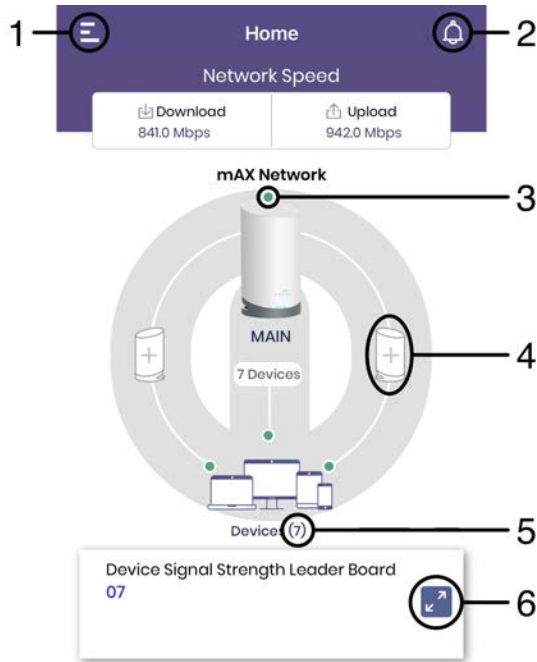 1
Home
2
Network Speed
Download
Upload
841.0 Mbps
942.0 Mbps
mAX Network
3
MAIN
4
7 Devices
Devices (7)
5
Device Signal Strength Leader Board
07
6